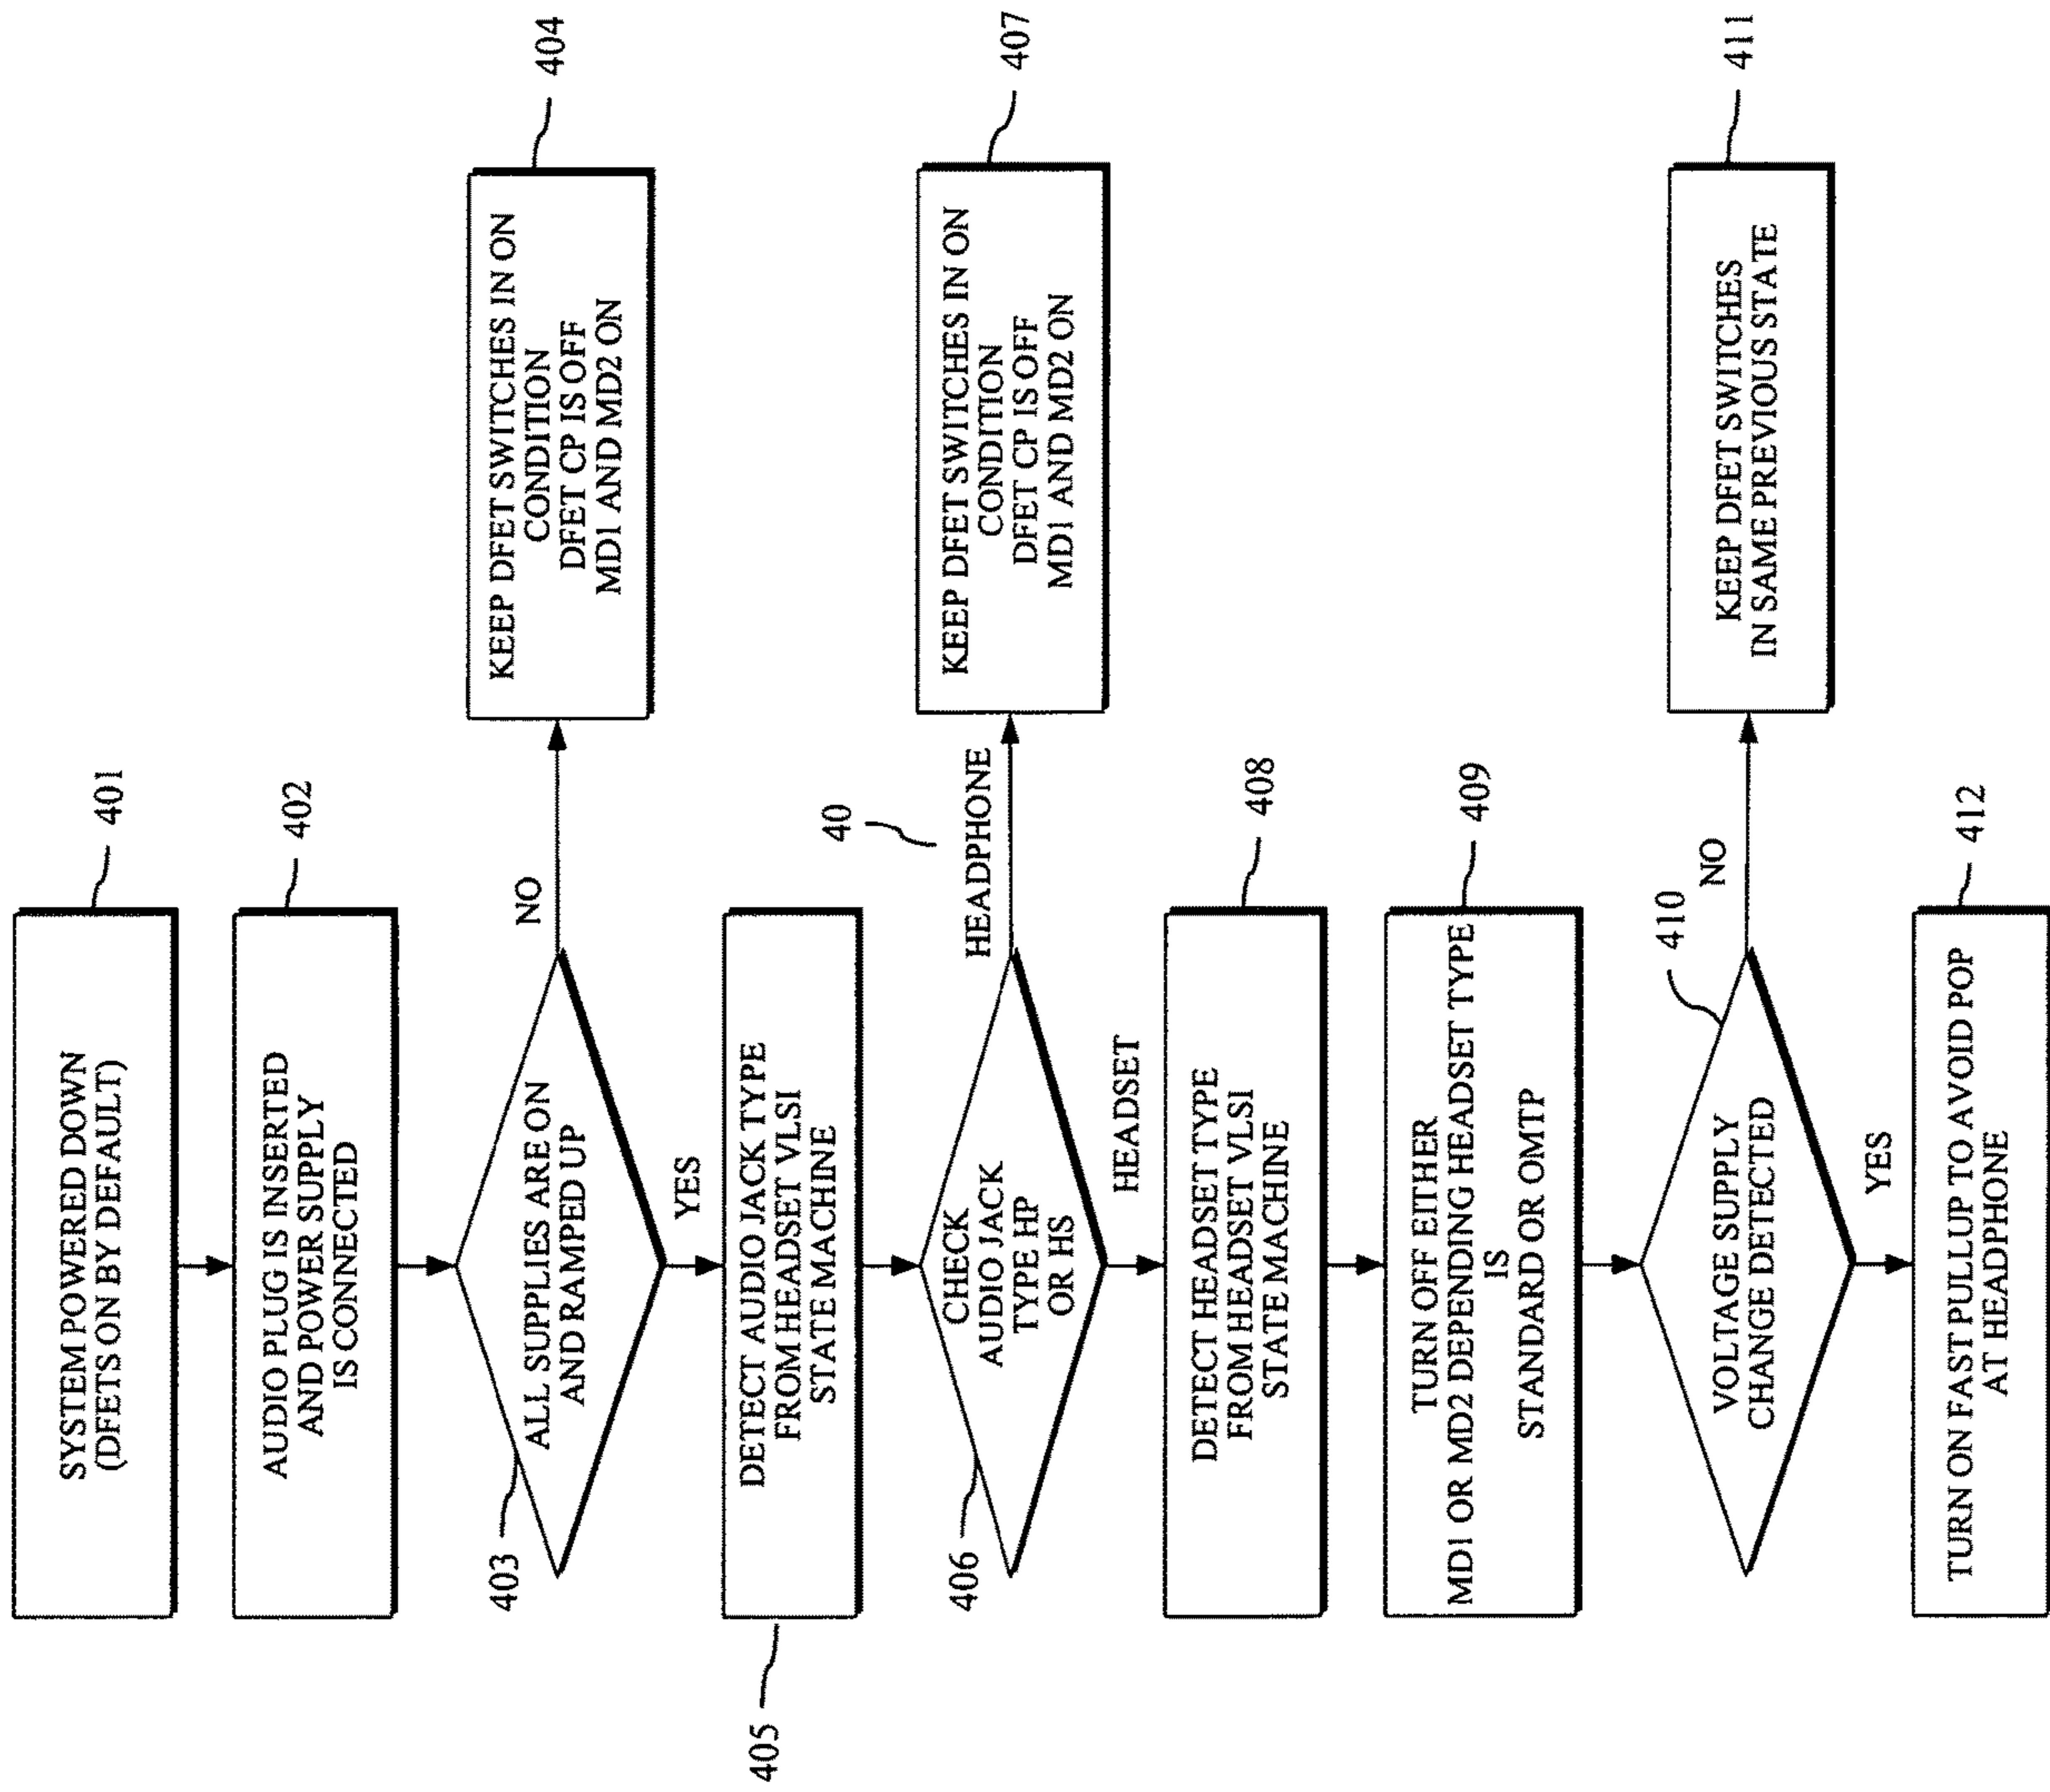 SYSTEM POWERED DOWN
(DFETS ON BY DEFAULT)
401
AUDIO PLUG IS INSERTED
AND POWER SUPPLY
IS CONNECTED
402
403
ALL SUPPLIES ARE ON
AND RAMPED UP
NO
KEEP DFET SWITCHES IN ON
CONDITION
DFET CP IS OFF
MD1 AND MD2 ON
404
YES
DETECT AUDIO JACK TYPE
FROM HEADSET VLSI
STATE MACHINE
405
40
406
CHECK
AUDIO JACK
TYPE HP
OR HS
HEADPHONE
KEEP DFET SWITCHES IN ON
CONDITION
DFET CP IS OFF
MD1 AND MD2 ON
407
HEADSET
DETECT HEADSET TYPE
FROM HEADSET VLSI
STATE MACHINE
408
TURN OFF EITHER
MD1 OR MD2 DEPENDING HEADSET TYPE
IS
STANDARD OR OMTP
409
410
VOLTAGE SUPPLY
CHANGE DETECTED
NO
KEEP DFET SWITCHES
IN SAME PREVIOUS STATE
411
YES
TURN ON FAST PULLUP TO AVOID POP
AT HEADPHONE
412